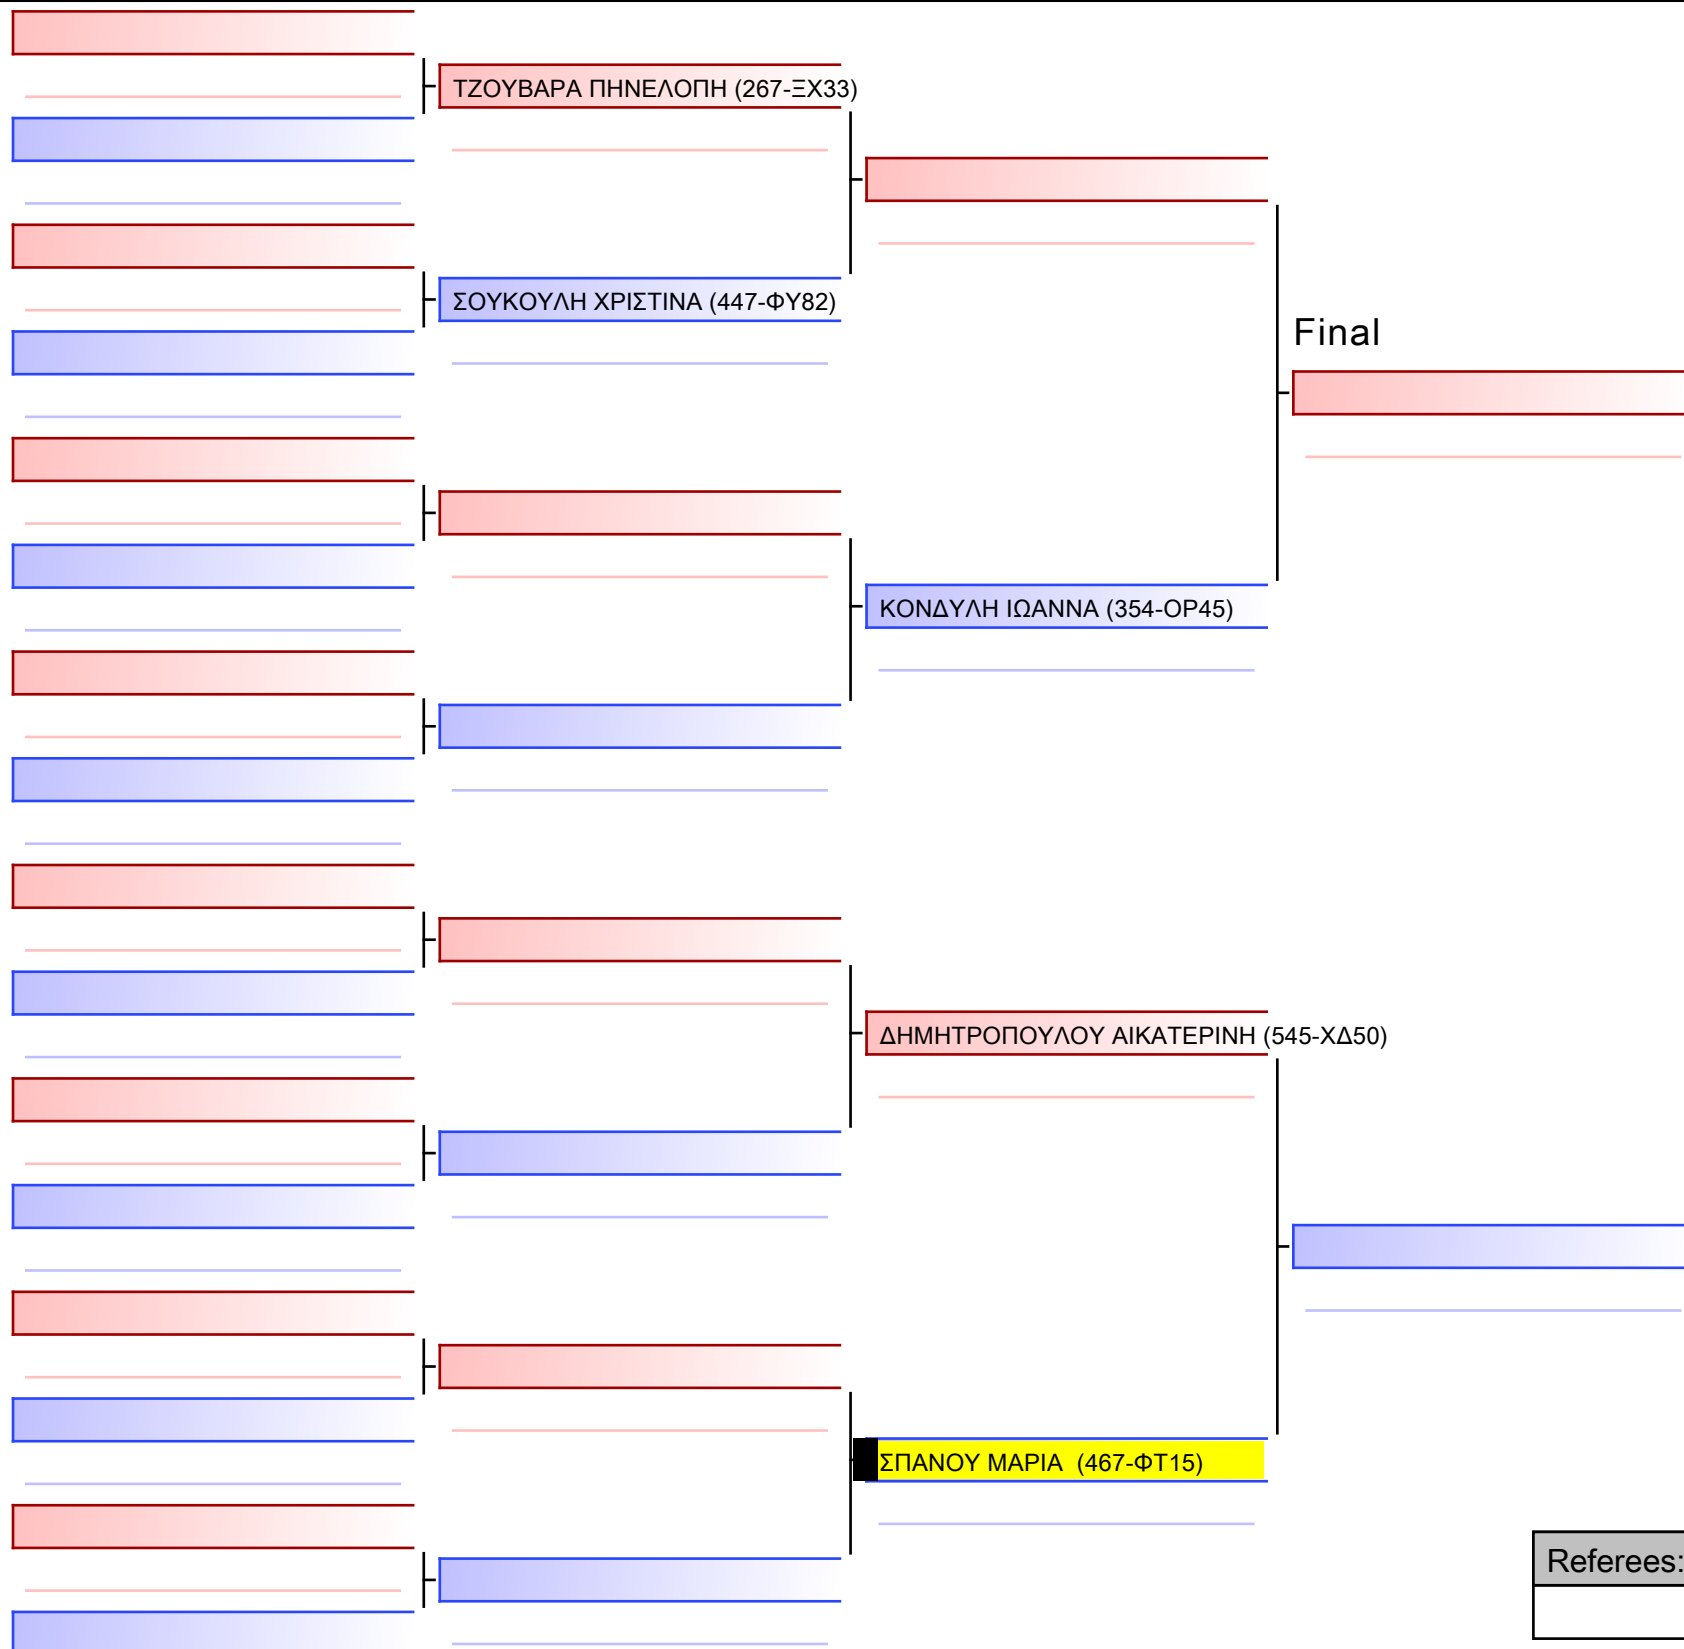 ΤΖΟΥΒΑΡΑ ΠΗΝΕΛΟΠΗ (267-ΞΧ33)
ΣΟΥΚΟΥΛΗ ΧΡΙΣΤΙΝΑ (447-ΦΥ82)
Final
ΚΟΝΔΥΛΗ ΙΩΑΝΝΑ (354-ΟΡ45)
ΔΗΜΗΤΡΟΠΟΥΛΟΥ ΑΙΚΑΤΕΡΙΝΗ (545-ΧΔ50)
ΣΠΑΝΟΥ ΜΑΡΙΑ  (467-ΦΤ15)
Referees: